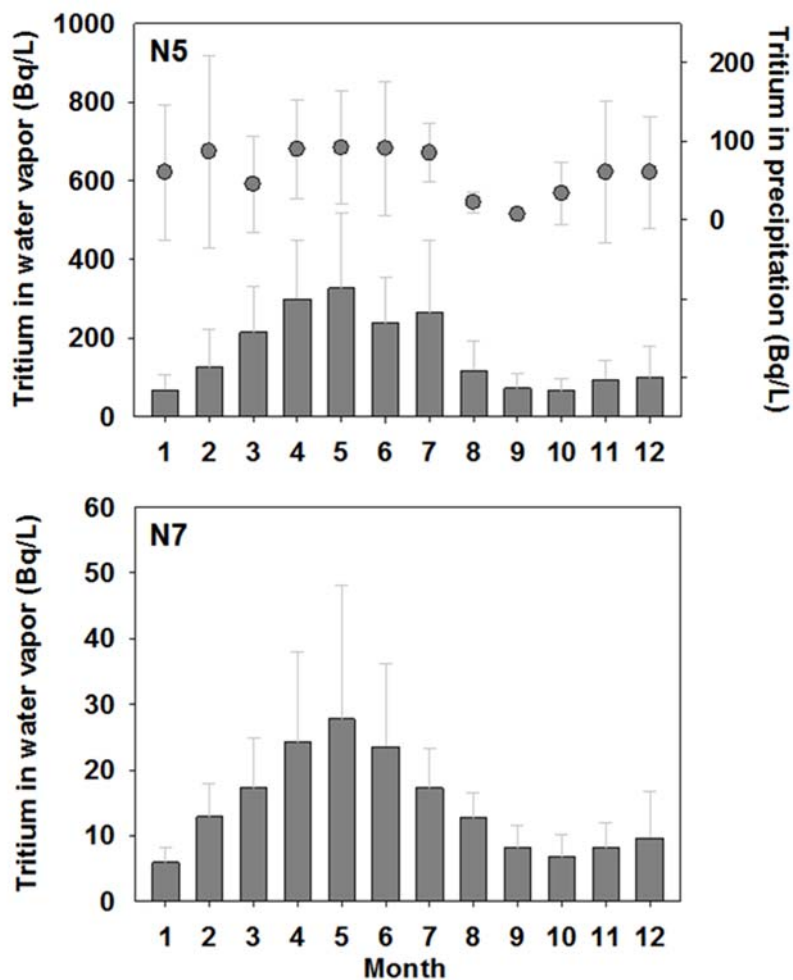 1000
800
600
400
200
0
Tritium in water vapor (Bq/L)
N5
200
100
0
Tritium in precipitation (Bq/L)
1 2 3 4 5 6 7 8 9 10 11 12
60
50
40
30
20
10
0
Tritium in water vapor (Bq/L)
N7
1 2 3 4 5 6 7 8 9 10 11 12
Month